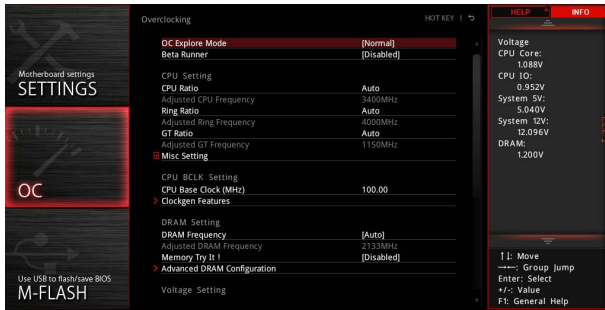 Motherboard settings
SETTINGS
OC
Use USB to flash/save BIOS
M-FLASH
Overclocking
HOT KEY |
OC Explore Mode [Normal]
Beta Runner [Disabled]
CPU Setting
CPU Ratio Auto
Adjusted CPU Frequency 3400MHz
Ring Ratio Auto
Adjusted Ring Frequency 4000MHz
GT Ratio Auto
Adjusted GT Frequency 1150MHz
Misc Setting
CPU BCLK Setting
CPU Base Clock (MHz) 100.00
Clockgen Features
DRAM Setting
DRAM Frequency [Auto]
Adjusted DRAM Frequency 2133MHz
Memory Try It ! [Disabled]
Advanced DRAM Configuration
Voltage Setting
HELP INFO
Voltage
CPU Core:
1.088V
CPU IO:
0.952V
System 5V:
5.040V
System 12V:
12.096V
DRAM:
1.200V
↑↓: Move
→←: Group Jump
Enter: Select
+/-: Value
F1: General Help